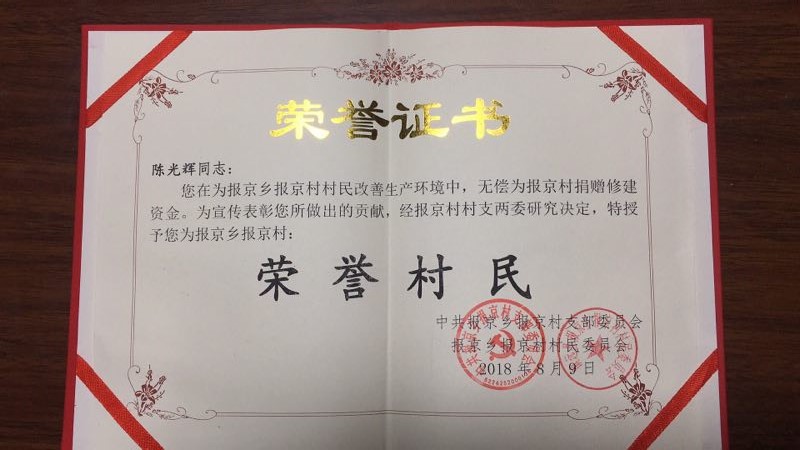 荣誉证书
陈光辉同志：
您在为报京乡报京村村民改善生产环境中，无偿为报京村捐赠修建
资金。为宣传表彰您所做出的贡献，经报京村村支两委研究决定，特授
予您为报京乡报京村：
荣誉村民
中共报京乡报京村支部委员会
报京乡报京村村民委员会
2018年8月9日